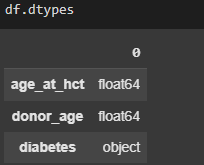 df.dtypes
0
age_at_hct float64
donor_age float64
diabetes object